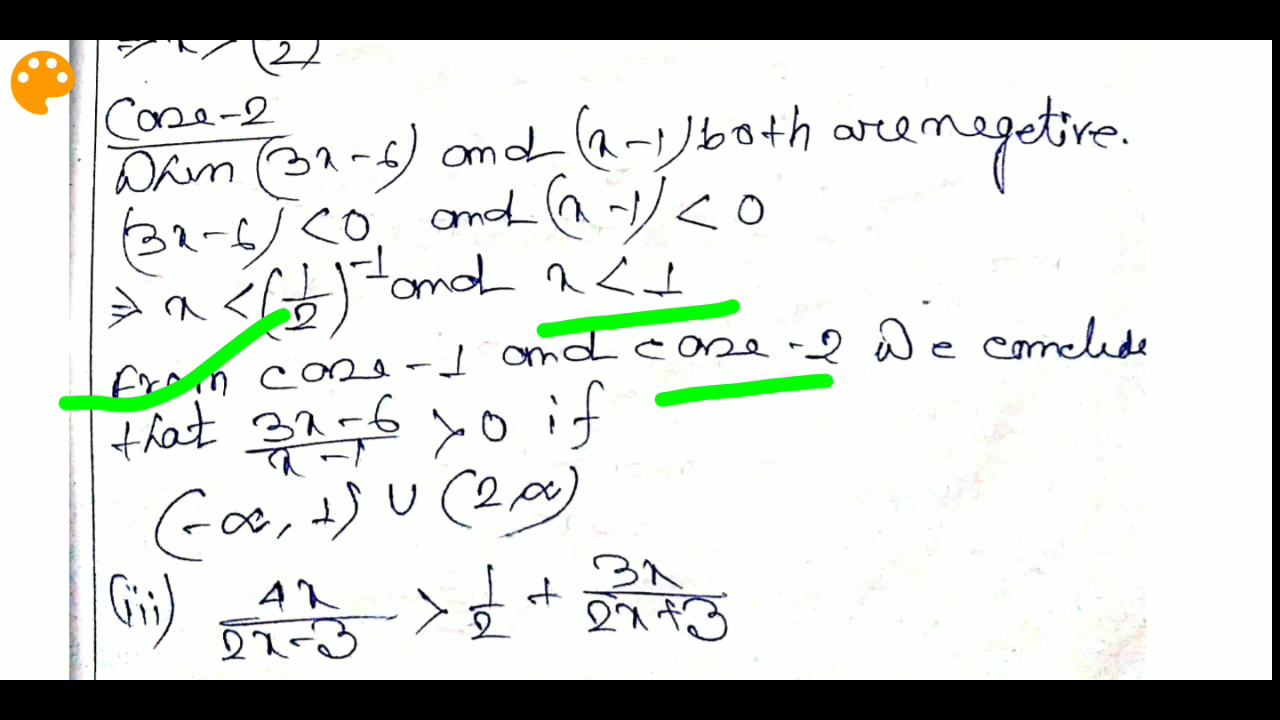 ⇒ x > (2)
Case-2
When (3x-6) and (x-1) both are negetive.
(3x-6) < 0 and (x-1) < 0
⇒ x < (1/2)^-1 and x < 1
From case-1 and case-2 We conclude
that (3x-6)/(x-1) > 0 if
(-∞, 1) ∪ (2, ∞)
(iii) 4x/(2x-3) > 1/2 + 3x/(2x+3)